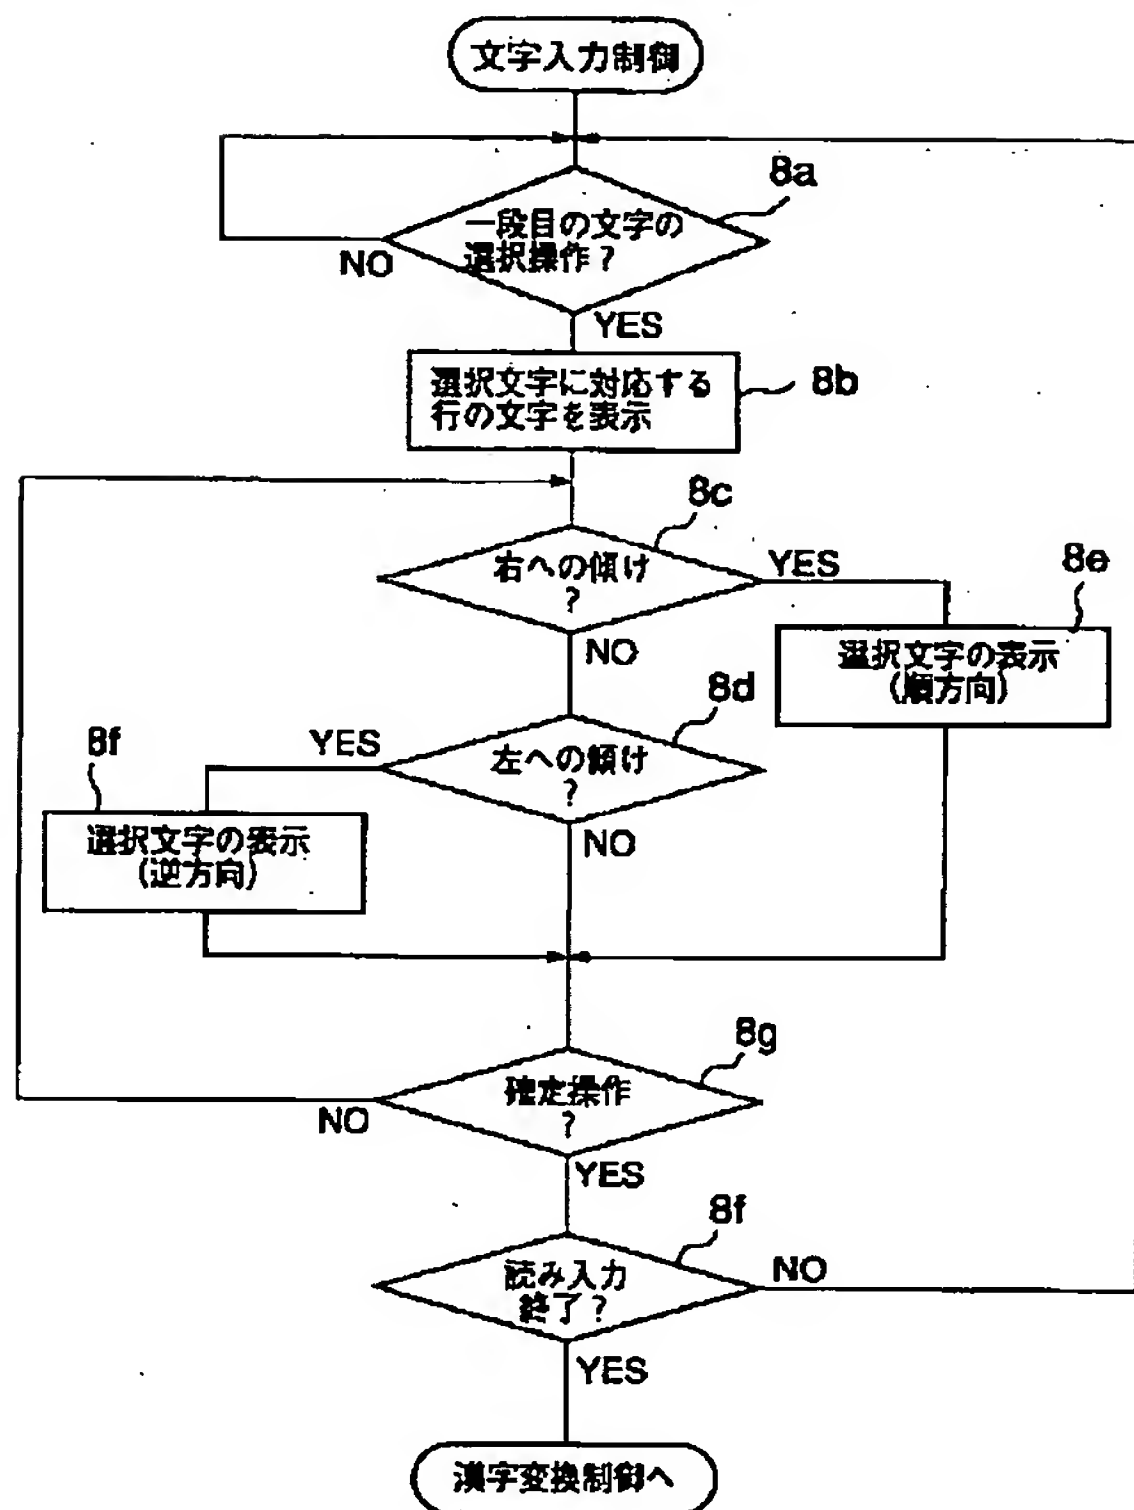 文字入力制御
8a
一段目の文字の
選択操作？
NO
YES
選択文字に対応する
行の文字を表示
8b
8c
右への傾け
？
YES
NO
8e
選択文字の表示
(順方向)
8d
左への傾け
？
YES
NO
8f
選択文字の表示
(逆方向)
8g
確定操作
？
NO
YES
8f
読み入力
終了？
NO
YES
漢字変換制御へ